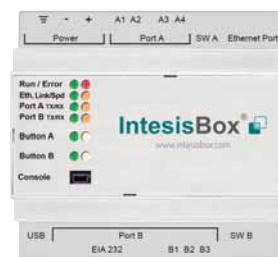 - +
A1 A2 A3 A4
Power Port A SW A Ethernet Port
Run / Error
Eth. Link/Spd
Port A TX/RX
Port B TX/RX
Button A
Button B
Console
IntesisBox®
www.intesisbox.com
USB Port B SW B
EIA 232 B1 B2 B3